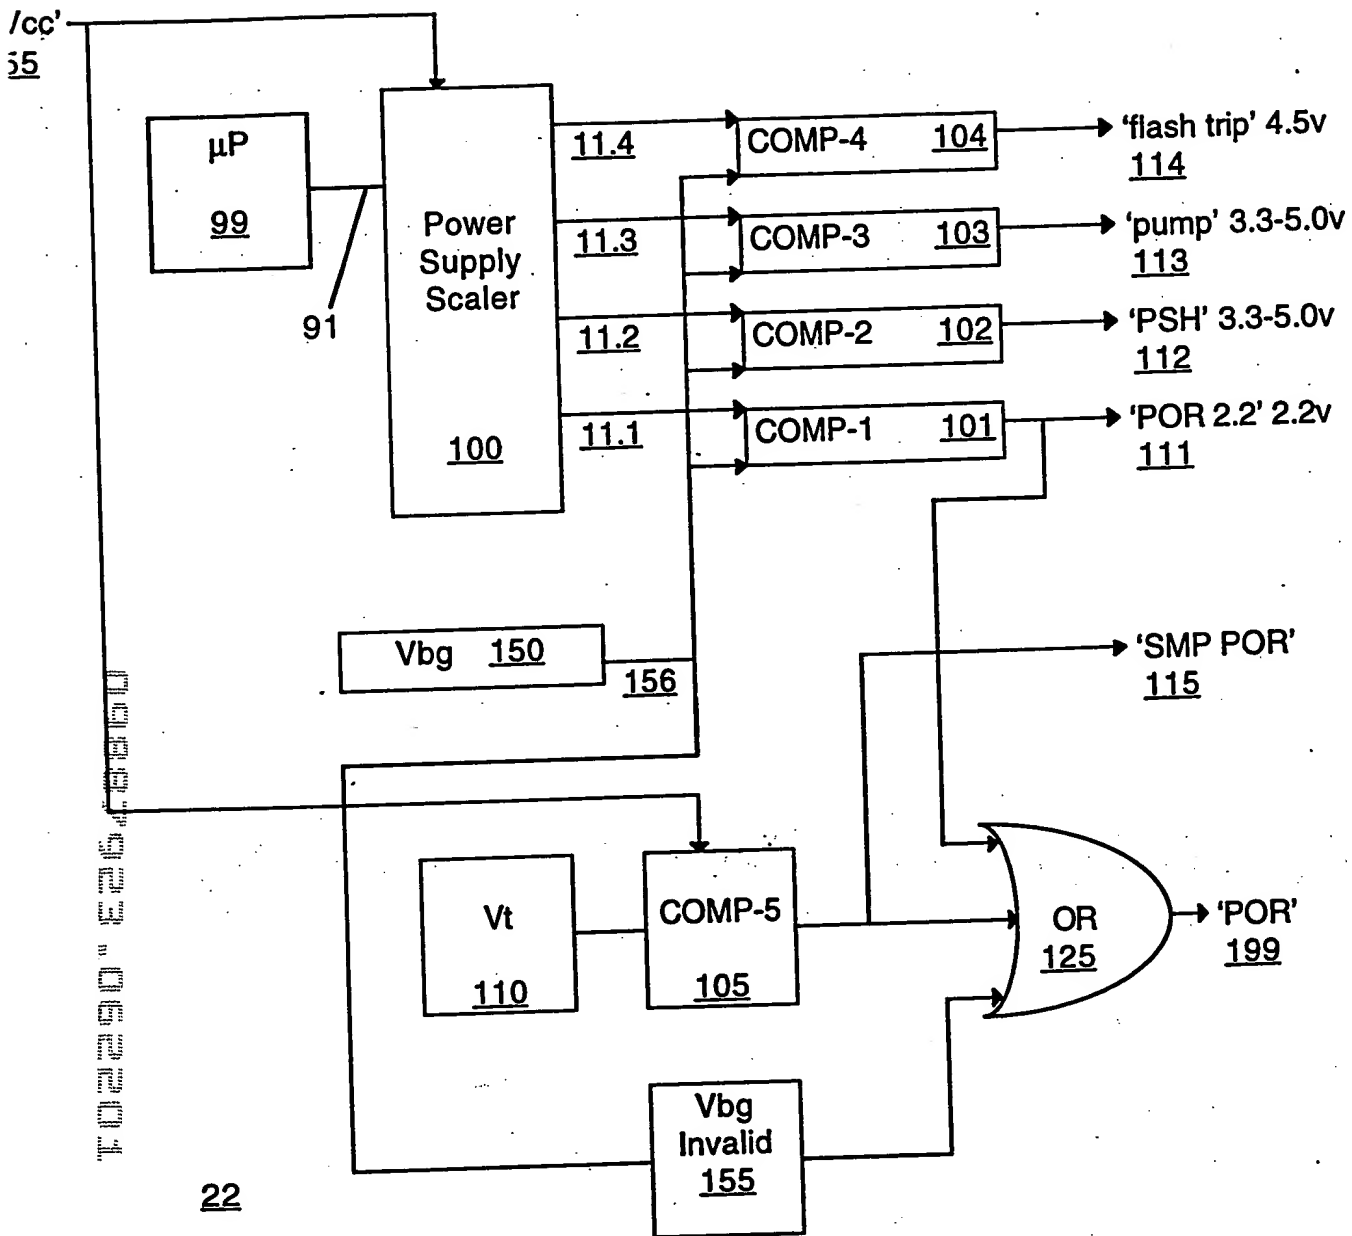 /cc'
55
µP
99
91
Power
Supply
Scaler
100
11.4
11.3
11.2
11.1
COMP-4 104
COMP-3 103
COMP-2 102
COMP-1 101
'flash trip' 4.5v
114
'pump' 3.3-5.0v
113
'PSH' 3.3-5.0v
112
'POR 2.2' 2.2v
111
Vbg 150
156
'SMP POR'
115
Vt
110
COMP-5
105
OR
125
'POR'
199
Vbg
Invalid
155
22